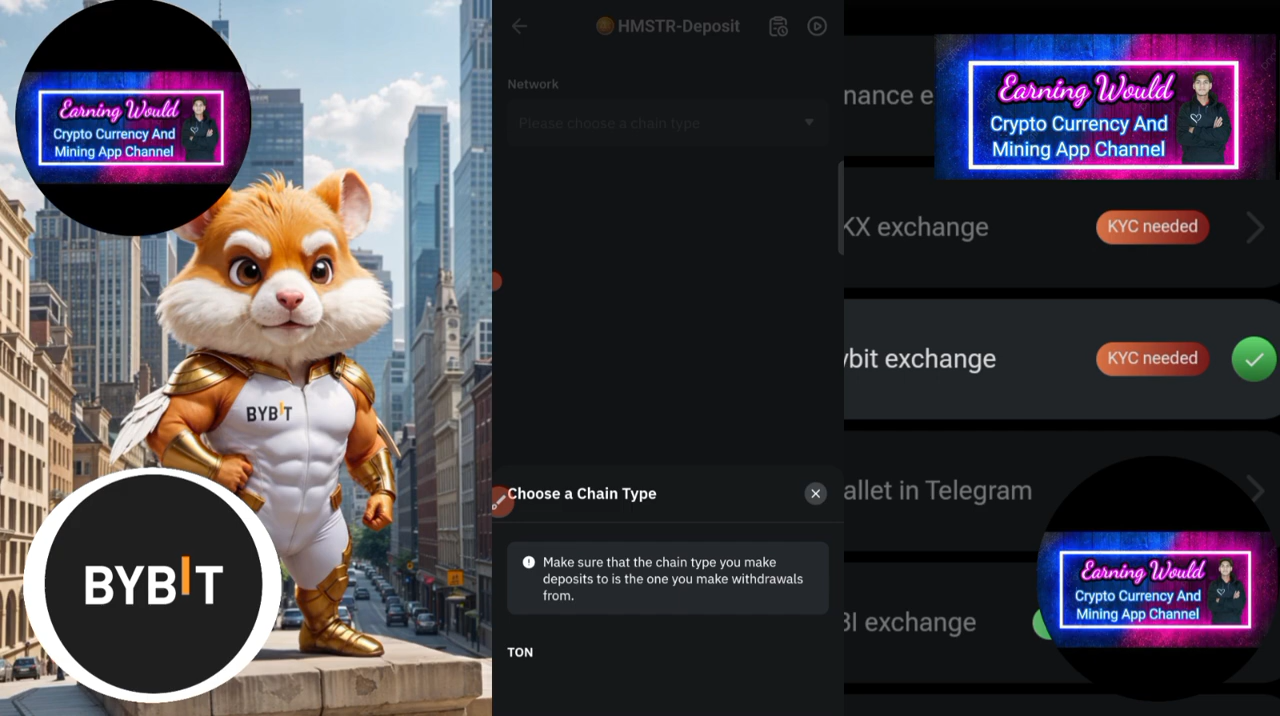 Earning Would
Crypto Currency And
Mining App Channel
BYBIT
BYBIT
HMSTR-Deposit
Network
Please choose a chain type
Choose a Chain Type
Make sure that the chain type you make
deposits to is the one you make withdrawals
from.
TON
nance e
Earning Would
Crypto Currency And
Mining App Channel
KX exchange
KYC needed
ybit exchange
KYC needed
allet in Telegram
BI exchange
Earning Would
Crypto Currency And
Mining App Channel